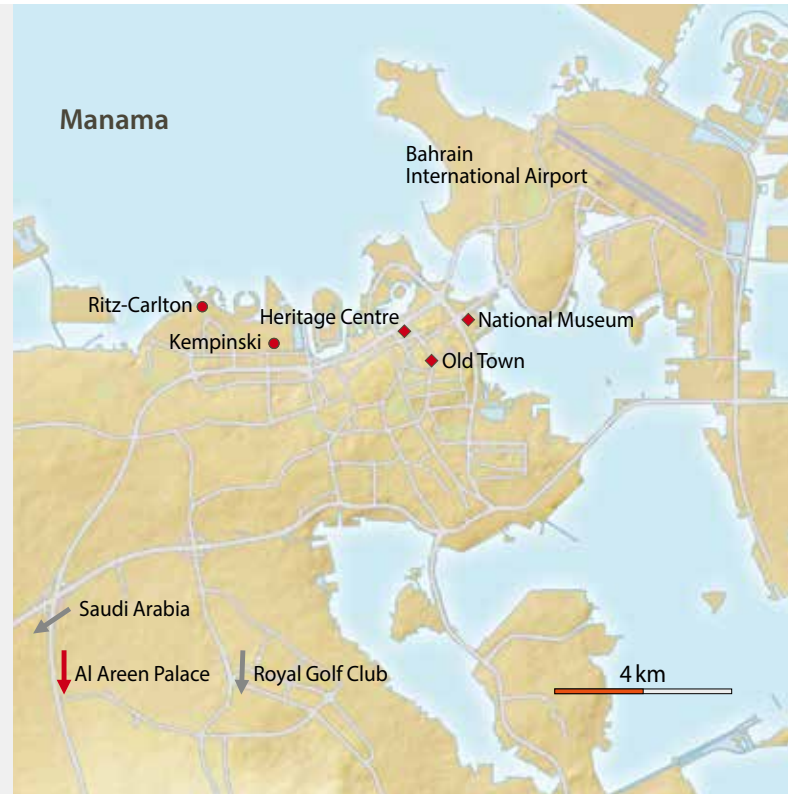 Manama
Bahrain
International Airport
Ritz-Carlton
Heritage Centre
National Museum
Kempinski
Old Town
Saudi Arabia
Al Areen Palace
Royal Golf Club
4 km